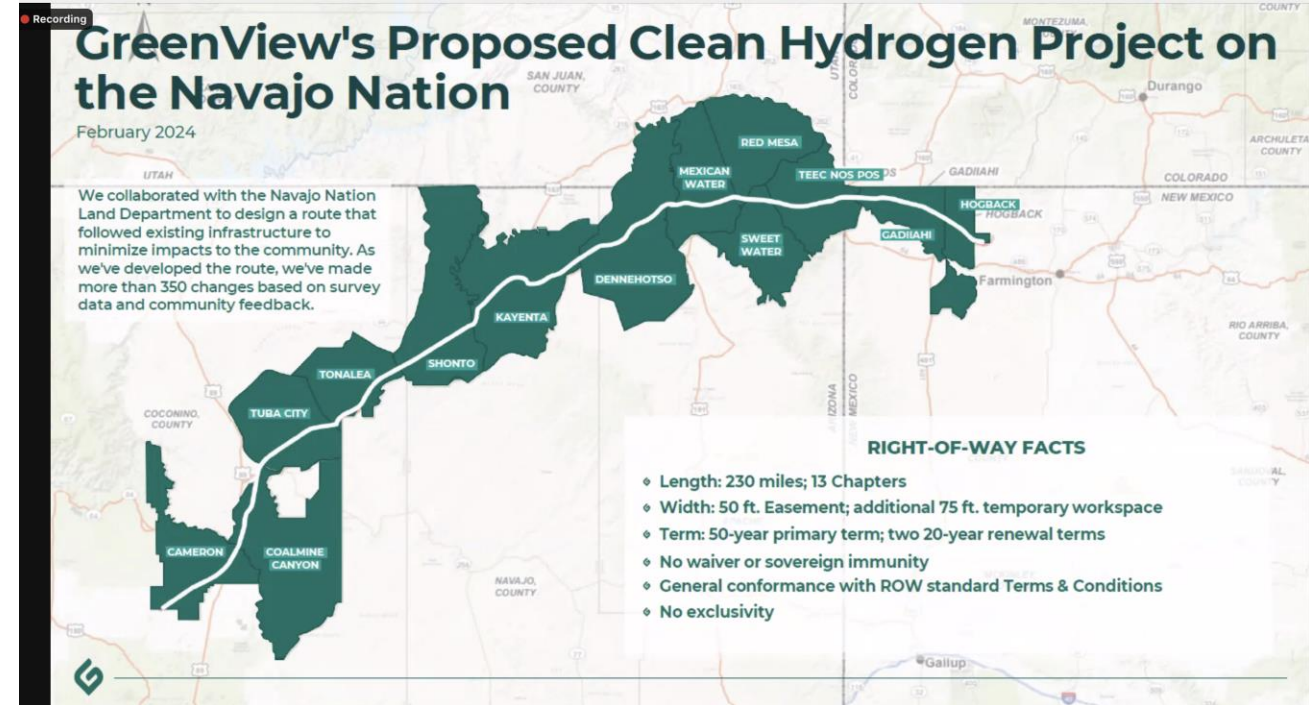 Recording
GreenView's Proposed Clean Hydrogen Project on
the Navajo Nation
February 2024
We collaborated with the Navajo Nation
Land Department to design a route that
followed existing infrastructure to
minimize impacts to the community. As
we've developed the route, we've made
more than 350 changes based on survey
data and community feedback.
COUNTY
MONTEZUMA,
SAN JUAN,
COUNTY
Durango
ARCHULETA
COUNTY
UTAH
COLORADO
NEW MEXICO
GADIIAHI
HOGBACK
Farmington
RIO ARRIBA,
COUNTY
RED MESA
MEXICAN
WATER
TEEC NOS POS
HOGBACK
GADIIAHI
SWEET
WATER
DENNEHOTSO
KAYENTA
SHONTO
TONALEA
TUBA CITY
COCONINO,
COUNTY
CAMERON
COALMINE
CANYON
NAVAJO,
COUNTY
ARIZONA
NEW MEXICO
RIGHT-OF-WAY FACTS
Length: 230 miles; 13 Chapters
Width: 50 ft. Easement; additional 75 ft. temporary workspace
Term: 50-year primary term; two 20-year renewal terms
No waiver or sovereign immunity
General conformance with ROW standard Terms & Conditions
No exclusivity
Gallup